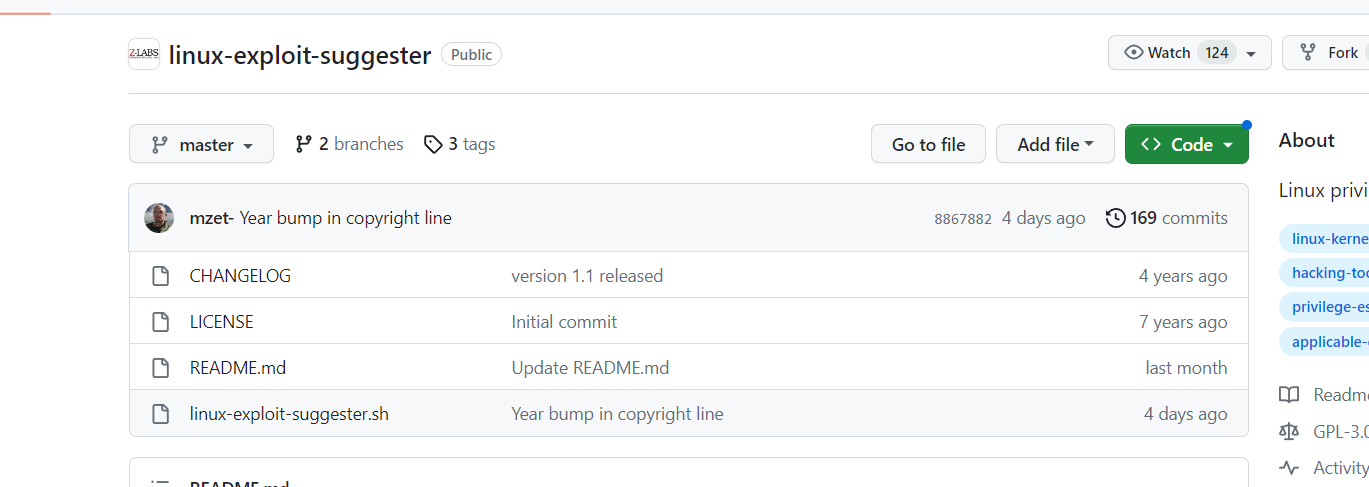 Z-LABS linux-exploit-suggester Public Watch 124 Fork
master 2 branches 3 tags Go to file Add file Code About
Linux privi
mzet- Year bump in copyright line 8867882 4 days ago 169 commits
linux-kerne
CHANGELOG version 1.1 released 4 years ago
hacking-too
LICENSE Initial commit 7 years ago
privilege-es
applicable-
README.md Update README.md last month
Readme
linux-exploit-suggester.sh Year bump in copyright line 4 days ago
GPL-3.0
Activity
README.md